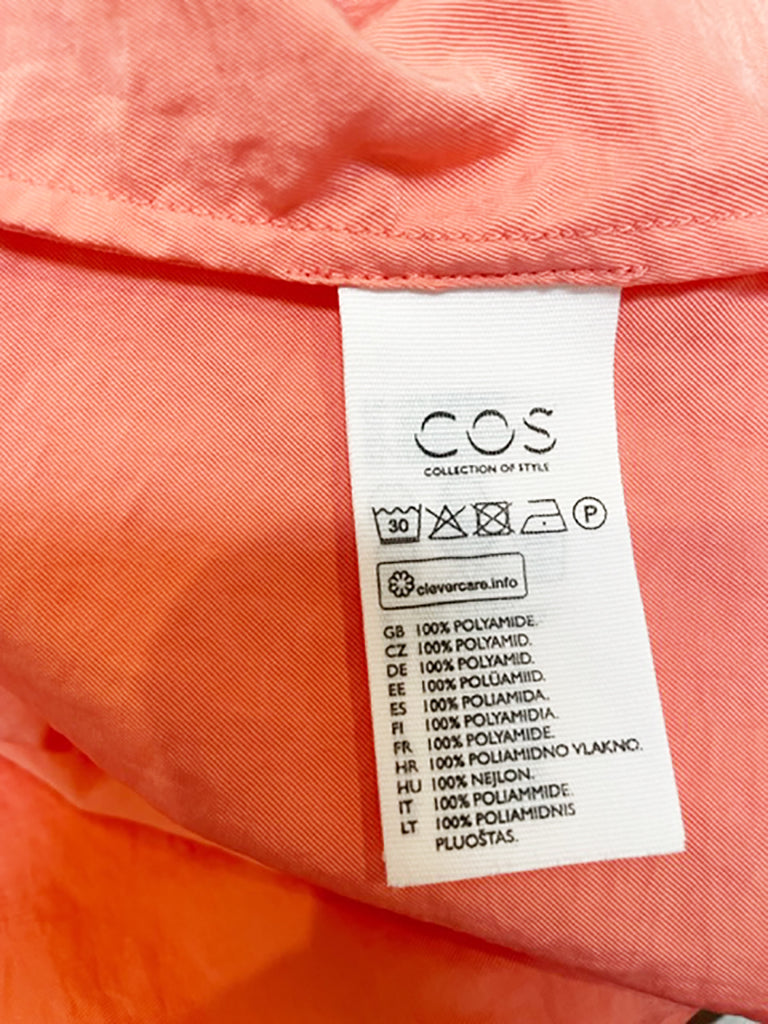 COS
COLLECTION OF STYLE
30 P
clevercare.info
GB 100% POLYAMIDE.
CZ 100% POLYAMID.
DE 100% POLYAMID.
EE 100% POLÜAMIID.
ES 100% POLIAMIDA.
FI 100% POLYAMIDIA.
FR 100% POLYAMIDE.
HR 100% POLIAMIDNO VLAKNO.
HU 100% NEJLON.
IT 100% POLIAMMIDE.
LT 100% POLIAMIDNIS
PLUOŠTAS.